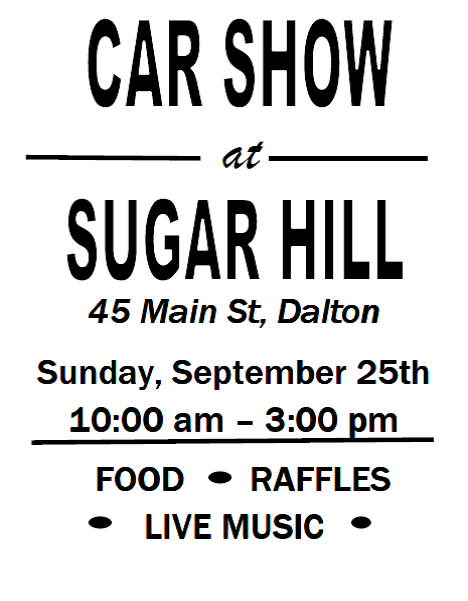 CAR SHOW
at
SUGAR HILL
45 Main St, Dalton
Sunday, September 25th
10:00 am – 3:00 pm
FOOD • RAFFLES
• LIVE MUSIC •